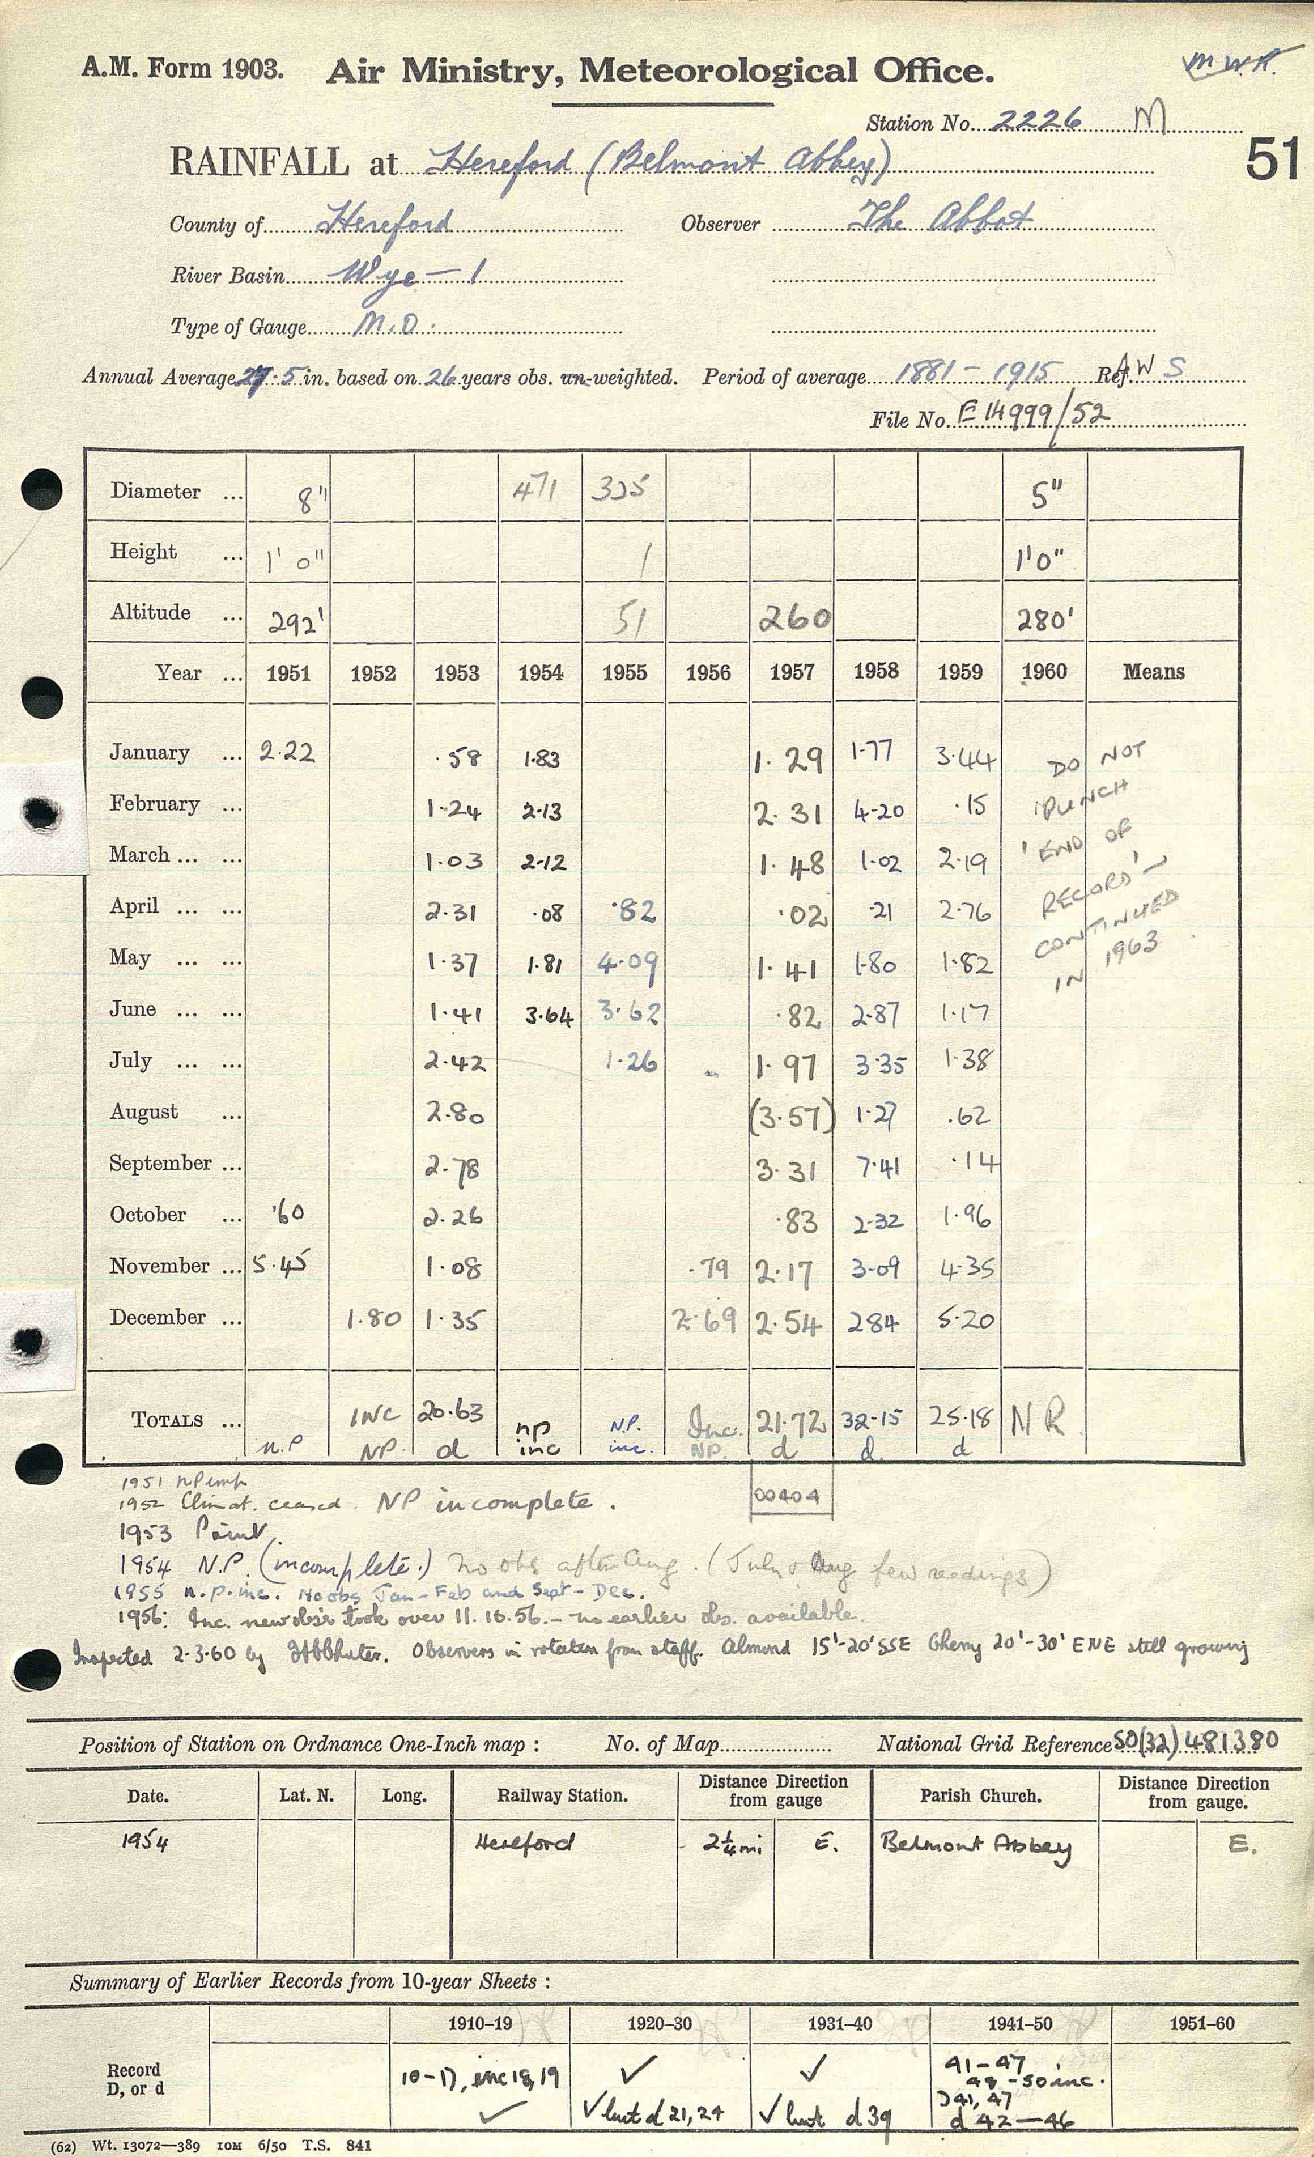 A.M. Form 1903. Air Ministry, Meteorological Office. M.W.R.
Station No. 2226 M
RAINFALL at Hereford (Belmont Abbey) 51
County of Hereford Observer The Abbot
River Basin Wye - 1
Type of Gauge M.O.
Annual Average 27.5 in. based on 26 years obs. un-weighted. Period of average 1881 - 1915 Ref. AWS
File No. E 14999/52
Diameter ... 8" 471 325 5"
Height ... 1' 0" 1 1'0"
Altitude ... 292' 51 260 280'
Year ... 1951 1952 1953 1954 1955 1956 1957 1958 1959 1960 Means
January ... 2.22 .58 1.83 1.29 1.77 3.44 DO NOT
February ... 1.24 2.13 2.31 4.20 .15 PUNCH
March ... ... 1.03 2.12 1.48 1.02 2.19 'END OF
April ... ... 2.31 .08 .82 .02 .21 2.76 RECORD' -
May ... ... 1.37 1.81 4.09 1.41 1.80 1.82 CONTINUED
June ... ... 1.41 3.64 3.62 .82 2.87 1.17 IN 1963
July ... ... 2.42 1.26 1.97 3.35 1.38
August ... 2.80 (3.57) 1.27 .62
September ... 2.78 3.31 7.41 .14
October ... .60 2.26 .83 2.32 1.96
November ... 5.45 1.08 .79 2.17 3.09 4.35
December ... 1.80 1.35 2.69 2.54 2.84 5.20
TOTALS ... INC 20.63 np N.P. Inc. 21.72 32.15 25.18 NR
n.P NP. d inc inc. NP. d d d
00404
1951 NP
1952 Climat. ceased. NP incomplete.
1953 Point
1954 N.P. (incomplete.) No obs after Aug. (July & Aug few readings)
1955 n.p. inc. No obs Jan - Feb and Sept - Dec.
1956: Inc. new obs'r took over 11.10.56. - no earlier obs. available.
Inspected 2-3.60 by Observers in rotation from staff. Almond 15'-20' SSE Cherry 20'-30' ENE still growing
Position of Station on Ordnance One-Inch map : No. of Map National Grid Reference SO(32) 481380
Date. Lat. N. Long. Railway Station. Distance Direction from gauge Parish Church. Distance Direction from gauge.
1954 Hereford 2¼ mi E. Belmont Abbey E.
Summary of Earlier Records from 10-year Sheets :
1910-19 1920-30 1931-40 1941-50 1951-60
Record D, or d 10-17, inc 18, 19 ✓ ✓ ✓ 41-47
48-50 inc.
✓ but d 21, 24 ✓ but d 39 D 41, 47
d 42-46
(62) Wt. 13072—389 10M 6/50 T.S. 841